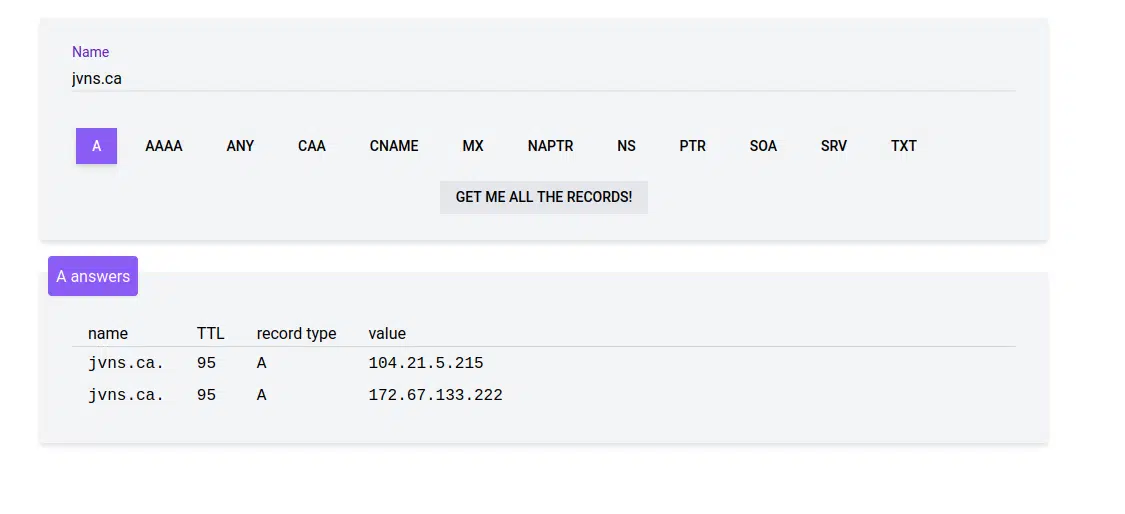 Name
jvns.ca
A AAAA ANY CAA CNAME MX NAPTR NS PTR SOA SRV TXT
GET ME ALL THE RECORDS!
A answers
name TTL record type value
jvns.ca. 95 A 104.21.5.215
jvns.ca. 95 A 172.67.133.222